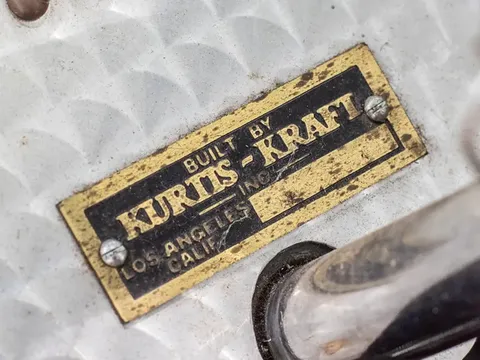 BUILT BY
KURTIS-KRAFT
INC.
LOS ANGELES
CALIF.